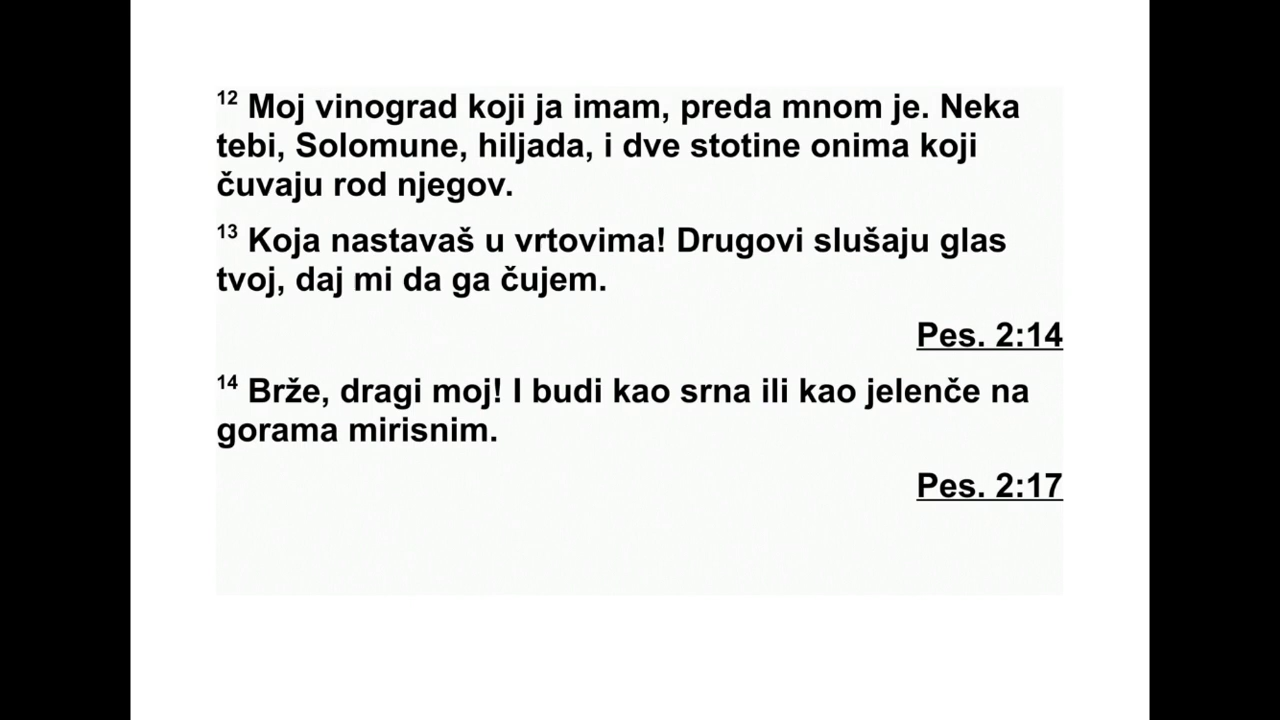 12 Moj vinograd koji ja imam, preda mnom je. Neka
tebi, Solomune, hiljada, i dve stotine onima koji
čuvaju rod njegov.
13 Koja nastavaš u vrtovima! Drugovi slušaju glas
tvoj, daj mi da ga čujem.
Pes. 2:14
14 Brže, dragi moj! I budi kao srna ili kao jelenče na
gorama mirisnim.
Pes. 2:17